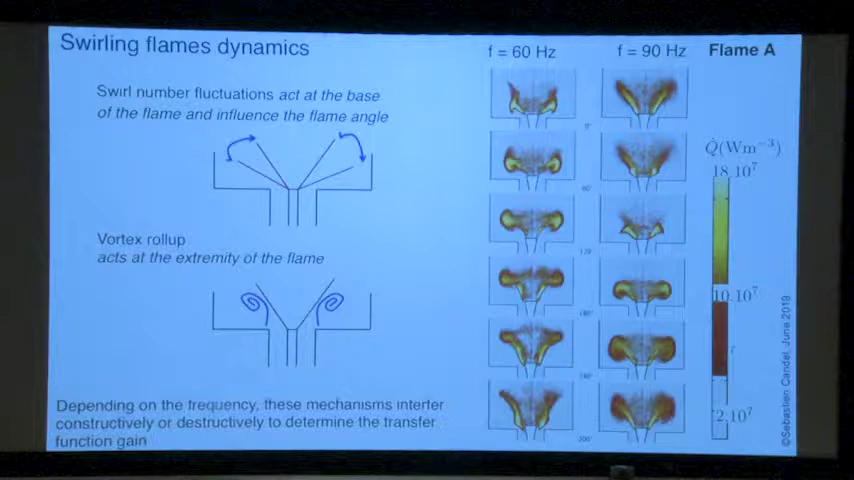 Swirling flames dynamics
f = 60 Hz
f = 90 Hz
Flame A
Swirl number fluctuations act at the base
of the flame and influence the flame angle
Q̇(Wm⁻³)
18.10⁷
Vortex rollup
acts at the extremity of the flame
10.10⁷
2.10⁷
Depending on the frequency, these mechanisms interfer
constructively or destructively to determine the transfer
function gain
©Sebastien Candel, June 2019